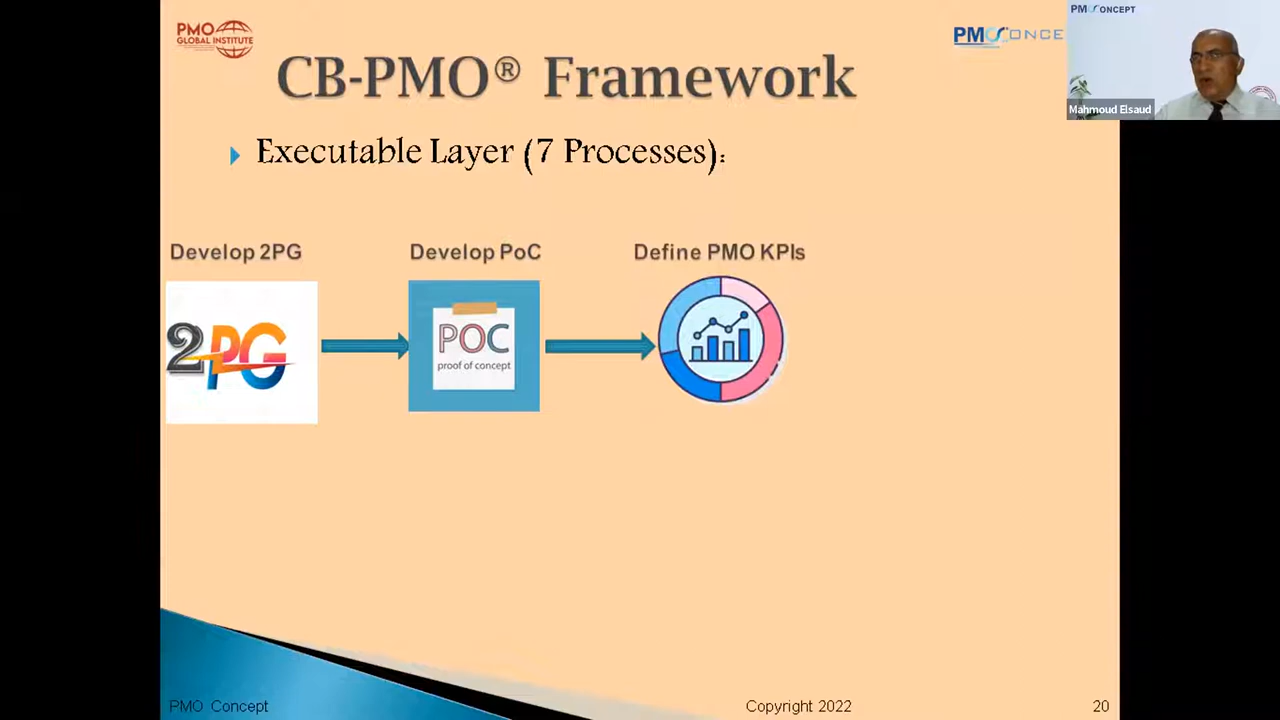 PMO
GLOBAL INSTITUTE
CB-PMO® Framework
PMO CONCE
PM CONCEPT
Mahmoud Elsaud
Executable Layer (7 Processes):
Develop 2PG
Develop PoC
Define PMO KPIs
2PG
POC
proof of concept
PMO Concept
Copyright 2022
20